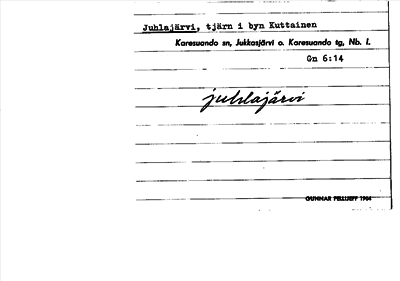 Juhlajärvi, tjärn i byn Kuttainen
Karesuando sn, Jukkasjärvi o. Karesuando tg, Nb. l.
Gn 6:14
juhlajärvi
GUNNAR PELLIJEFF 1964